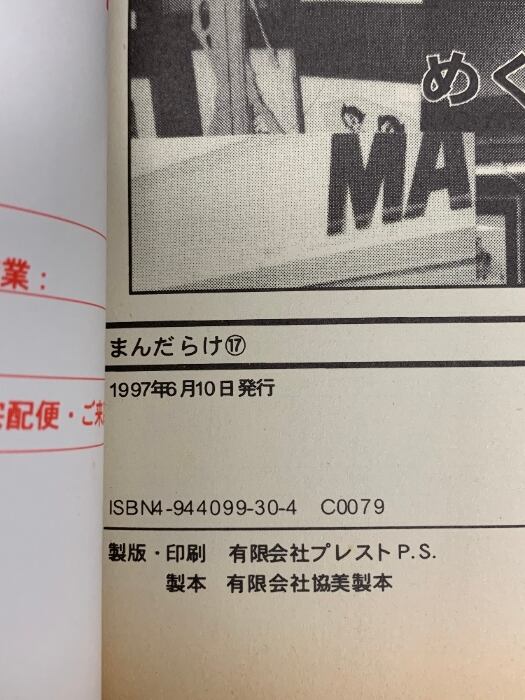 めく
MA
業：
まんだらけ⑰
1997年6月10日発行
宅配便・ご来
ISBN4-944099-30-4 C0079
製版・印刷 有限会社プレストP.S.
製本 有限会社協美製本